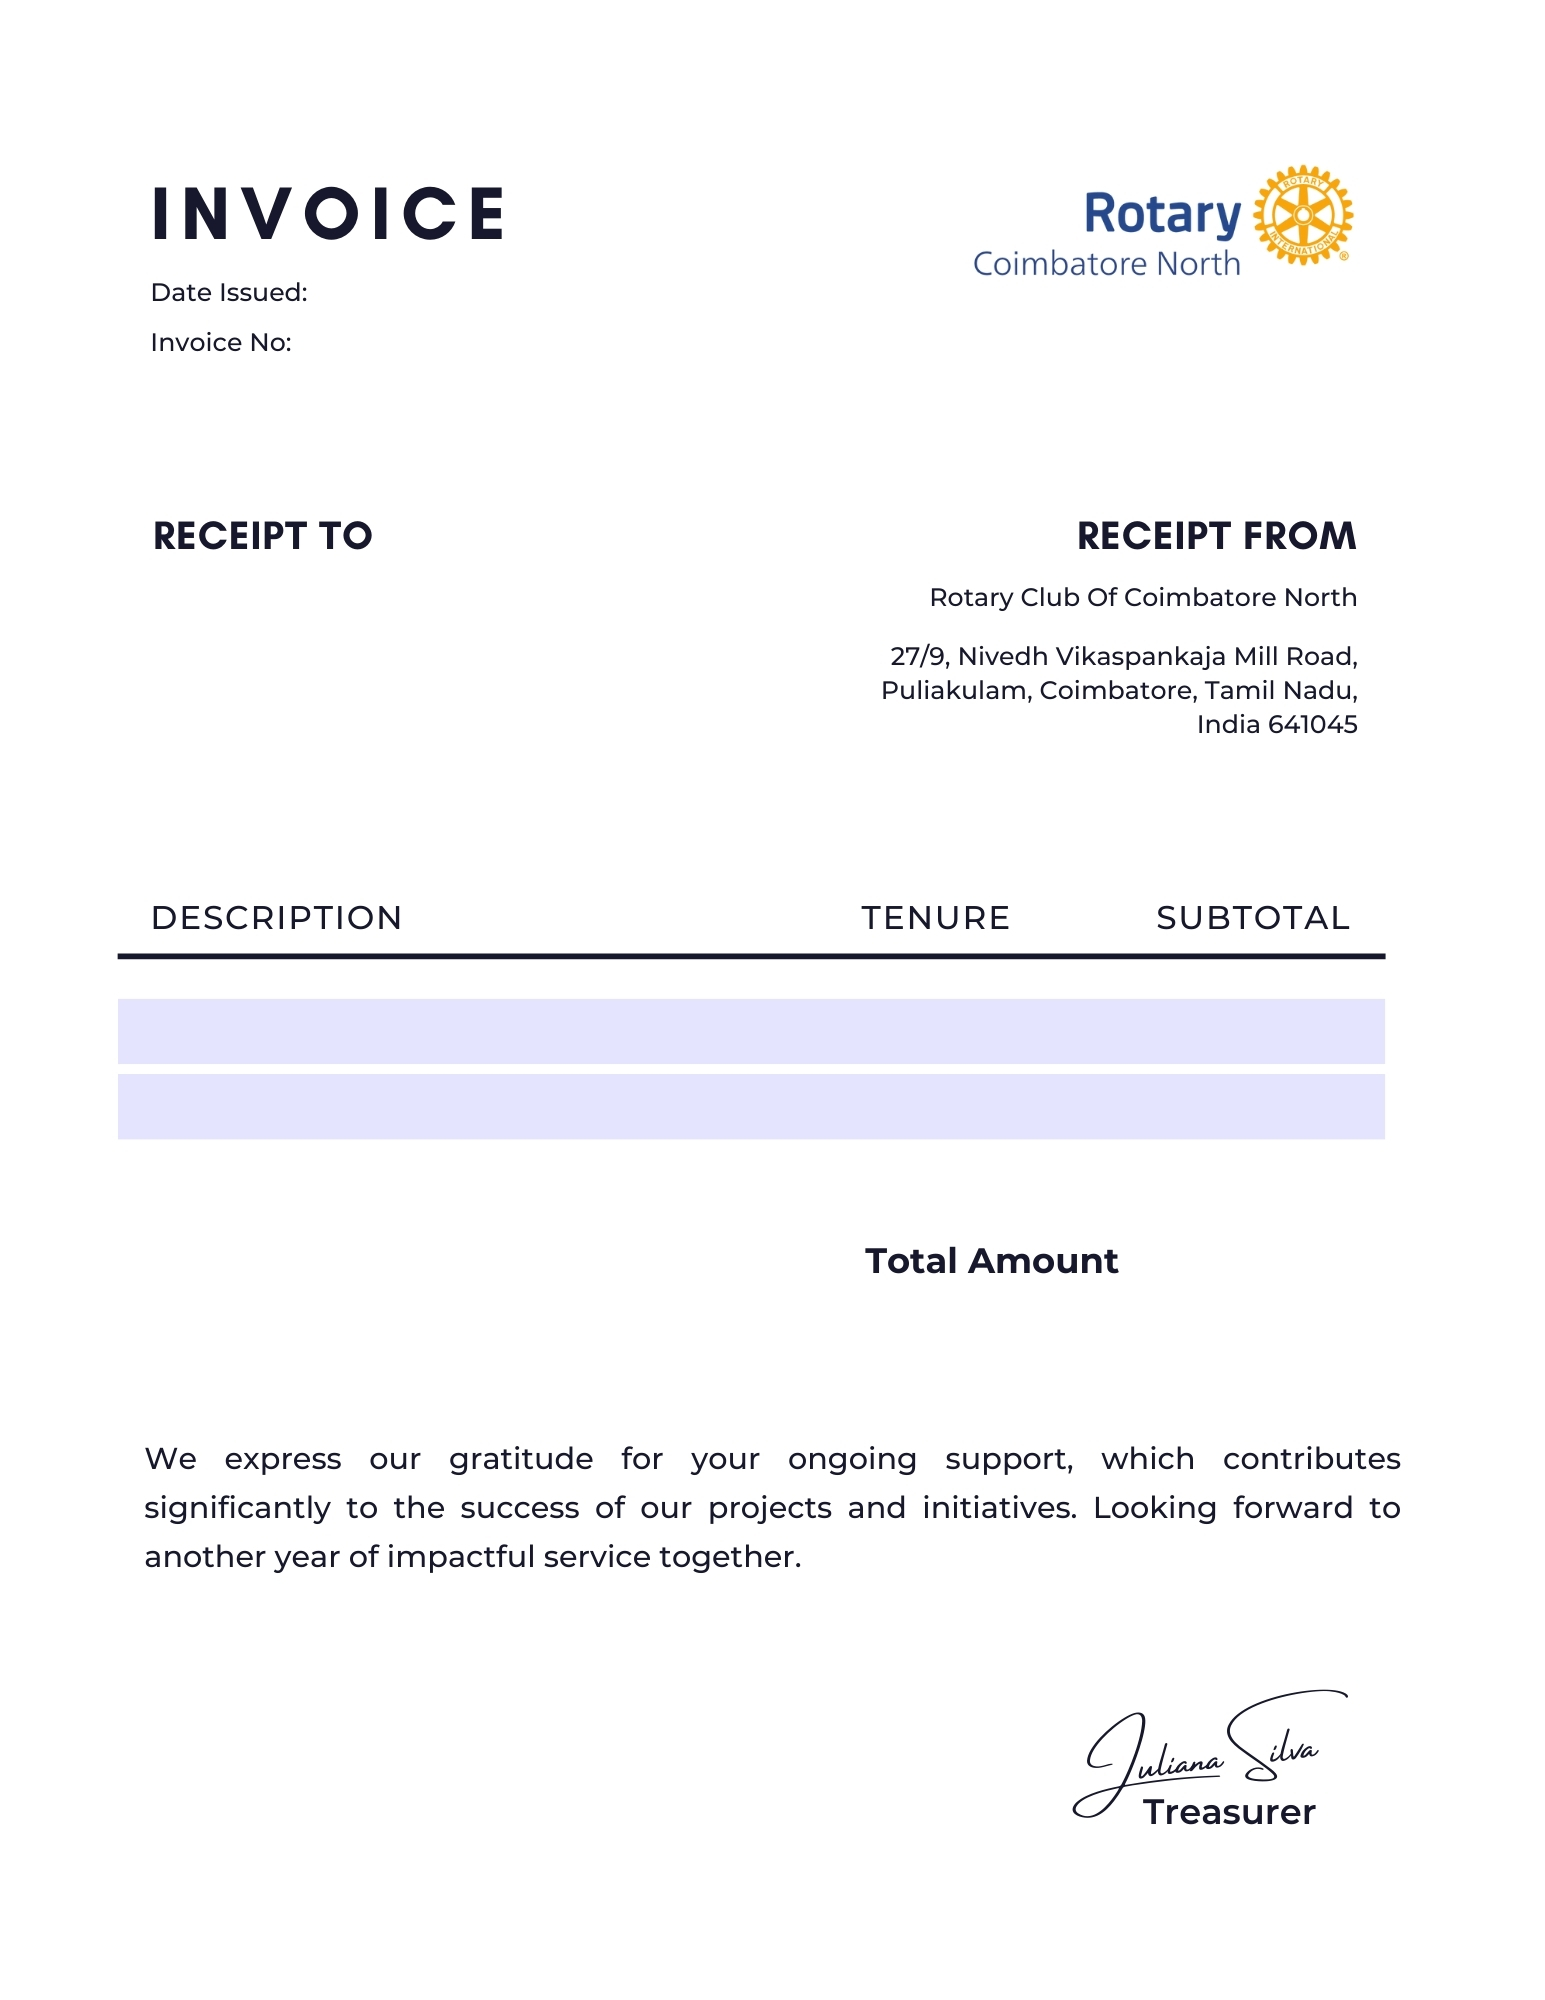 INVOICE
Rotary
Coimbatore North
ROTARY
INTERNATIONAL
®
Date Issued:
Invoice No:
RECEIPT TO
RECEIPT FROM
Rotary Club Of Coimbatore North
27/9, Nivedh Vikaspankaja Mill Road,
Puliakulam, Coimbatore, Tamil Nadu,
India 641045
DESCRIPTION TENURE SUBTOTAL
Total Amount
We express our gratitude for your ongoing support, which contributes
significantly to the success of our projects and initiatives. Looking forward to
another year of impactful service together.
Juliana Silva
Treasurer